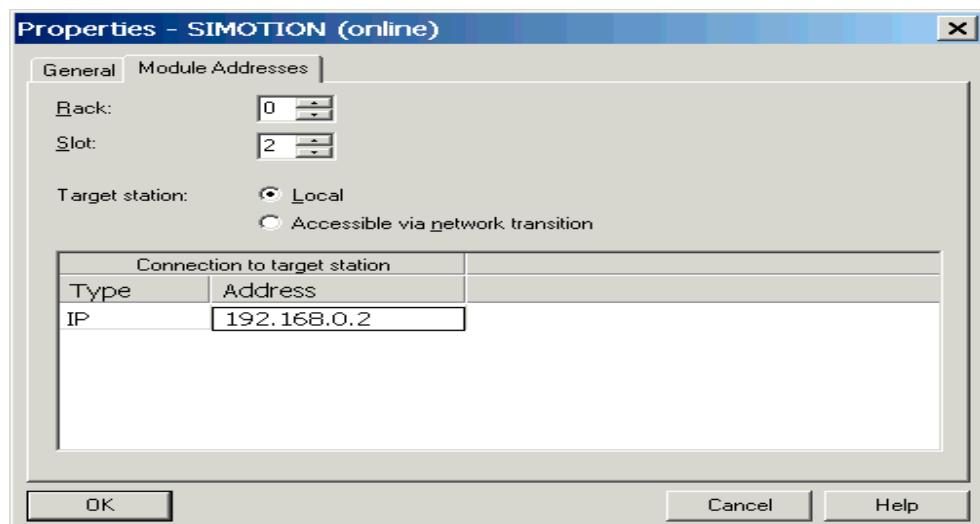 Properties - SIMOTION (online)
General Module Addresses
Rack: 0
Slot: 2
Target station: Local
Accessible via network transition
Connection to target station
Type Address
IP 192.168.0.2
OK Cancel Help